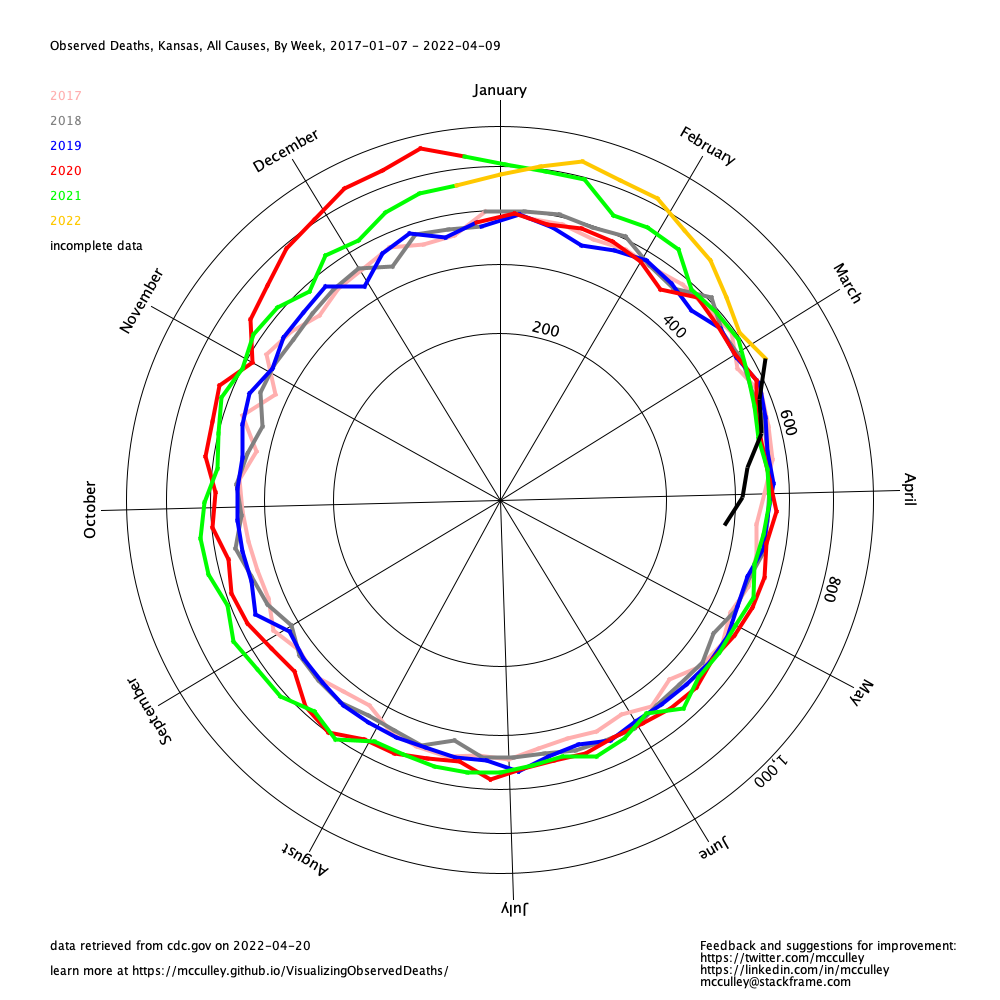 Observed Deaths, Kansas, All Causes, By Week, 2017-01-07 - 2022-04-09
2017
2018
2019
2020
2021
2022
incomplete data
January
February
March
April
May
June
July
August
September
October
November
December
200
400
600
800
1,000
data retrieved from cdc.gov on 2022-04-20
learn more at https://mcculley.github.io/VisualizingObservedDeaths/
Feedback and suggestions for improvement:
https://twitter.com/mcculley
https://linkedin.com/in/mcculley
mcculley@stackframe.com